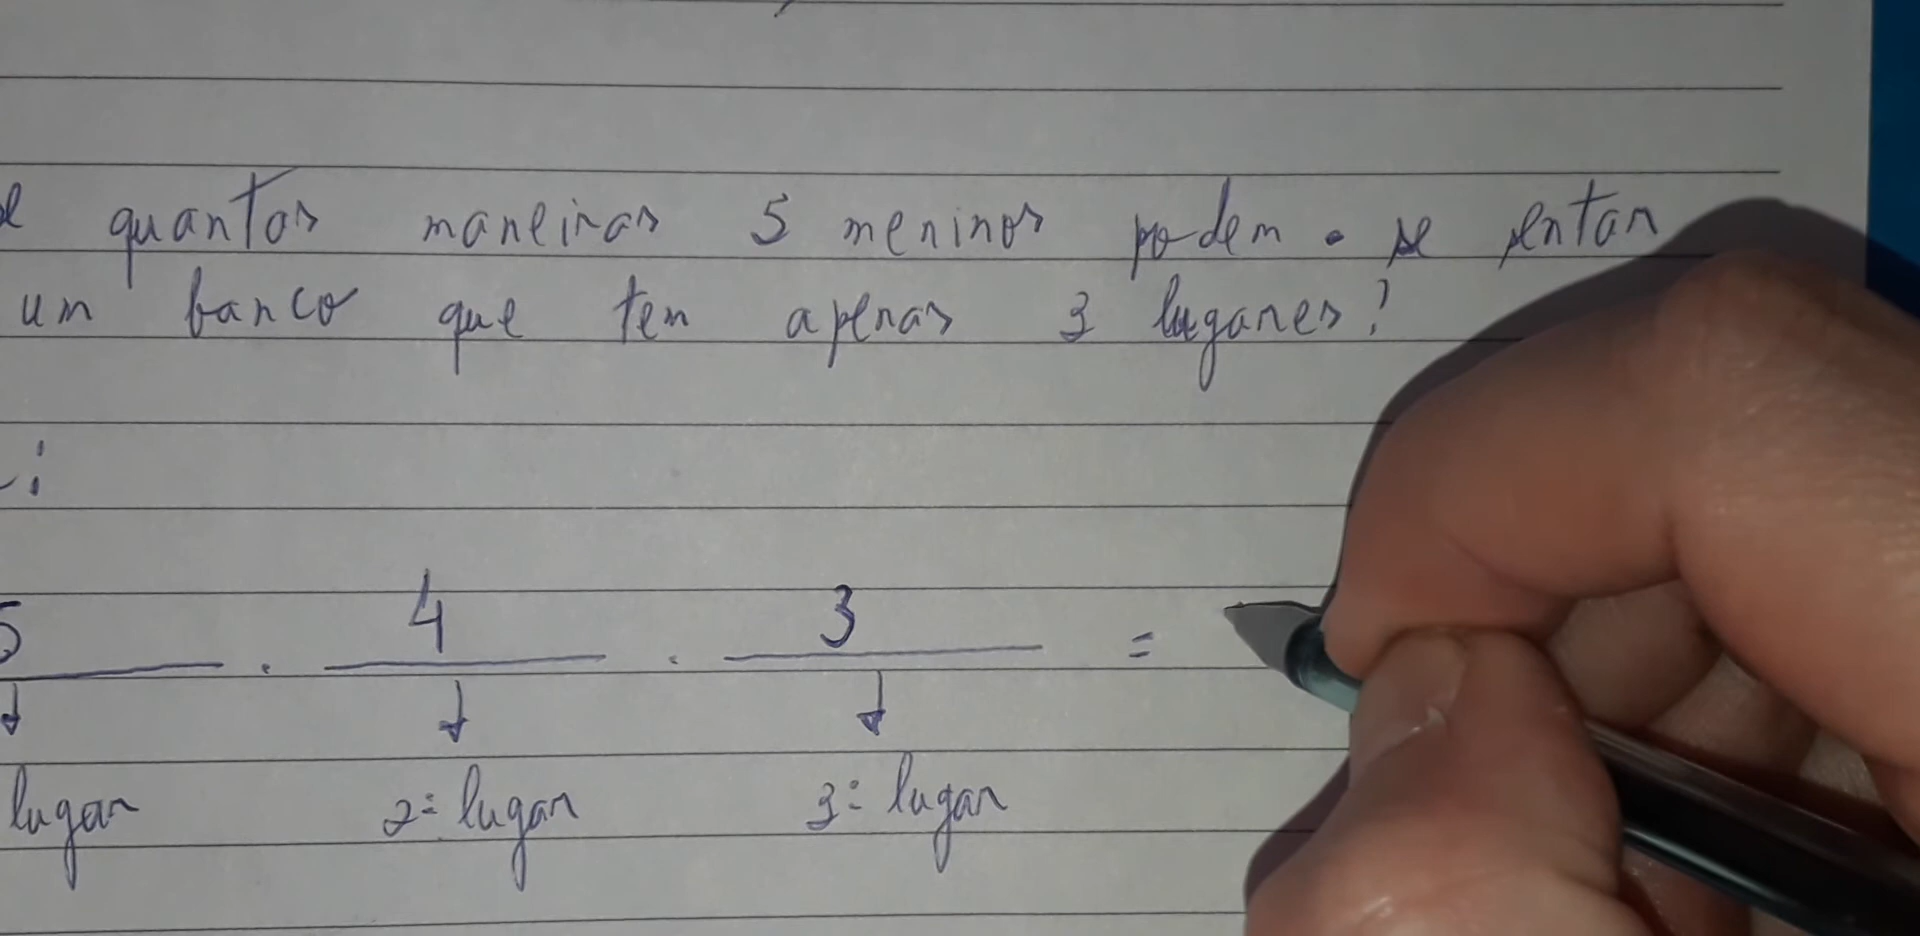 quantas maneiras 5 meninos podem se sentar
um banco que tem apenas 3 lugares?
5 . 4 . 3 =
lugar 2º lugar 3º lugar